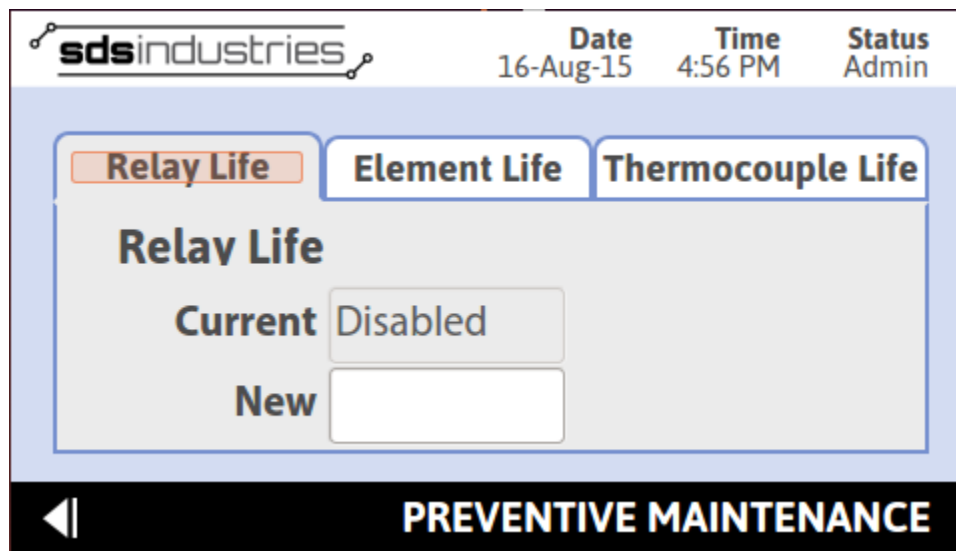 sdsindustries
Date Time Status
16-Aug-15 4:56 PM Admin
Relay Life Element Life Thermocouple Life
Relay Life
Current Disabled
New
PREVENTIVE MAINTENANCE